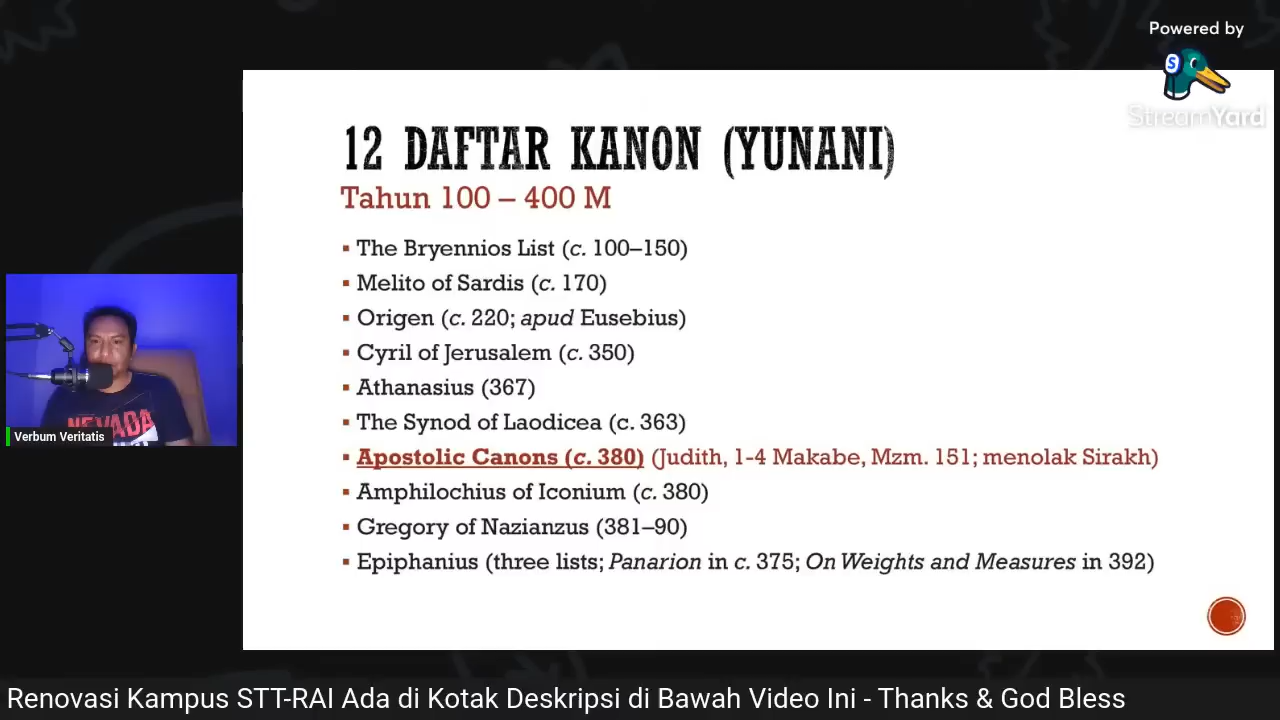 Powered by
StreamYard
12 DAFTAR KANON (YUNANI)
Tahun 100 – 400 M
▪ The Bryennios List (c. 100–150)
▪ Melito of Sardis (c. 170)
▪ Origen (c. 220; apud Eusebius)
▪ Cyril of Jerusalem (c. 350)
▪ Athanasius (367)
▪ The Synod of Laodicea (c. 363)
▪ Apostolic Canons (c. 380) (Judith, 1-4 Makabe, Mzm. 151; menolak Sirakh)
▪ Amphilochius of Iconium (c. 380)
▪ Gregory of Nazianzus (381–90)
▪ Epiphanius (three lists; Panarion in c. 375; On Weights and Measures in 392)
NEVADA
Verbum Veritatis
Renovasi Kampus STT-RAI Ada di Kotak Deskripsi di Bawah Video Ini - Thanks & God Bless